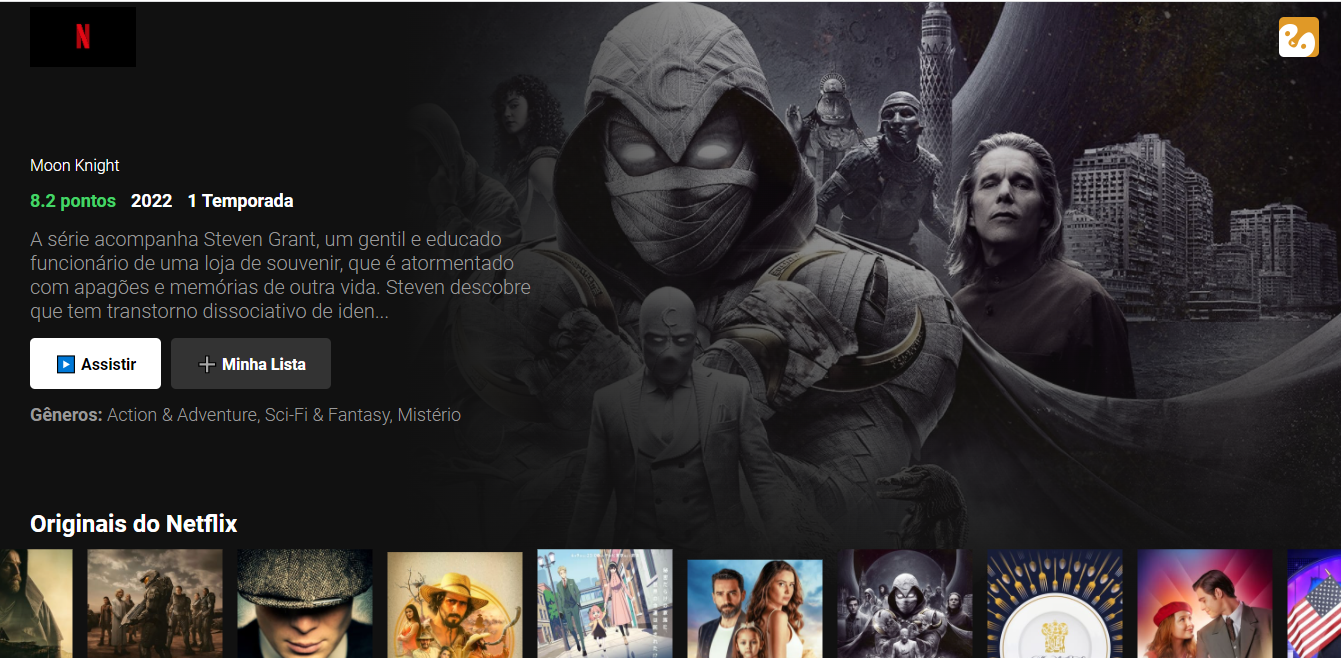 N
Moon Knight
8.2 pontos 2022 1 Temporada
A série acompanha Steven Grant, um gentil e educado
funcionário de uma loja de souvenir, que é atormentado
com apagões e memórias de outra vida. Steven descobre
que tem transtorno dissociativo de iden...
Assistir
Minha Lista
Gêneros: Action & Adventure, Sci-Fi & Fantasy, Mistério
Originais do Netflix